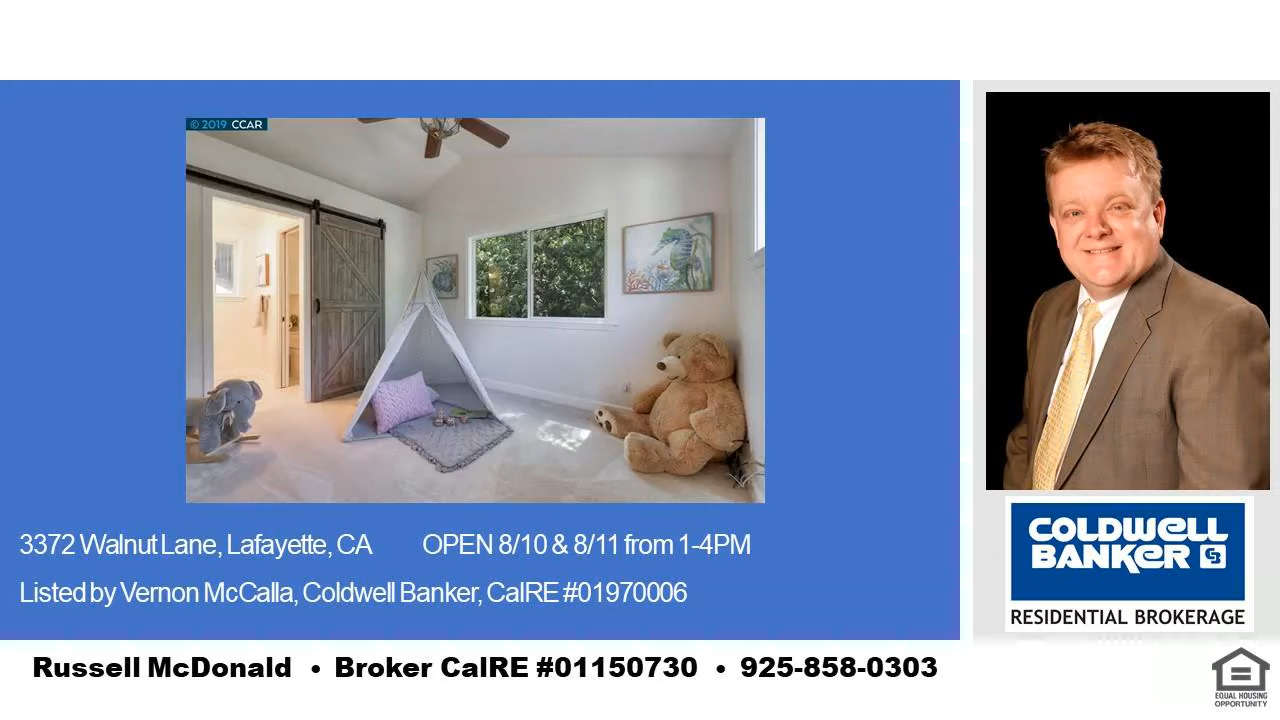 © 2019 CCAR
3372 Walnut Lane, Lafayette, CA OPEN 8/10 & 8/11 from 1-4PM
Listed by Vernon McCalla, Coldwell Banker, CalRE #01970006
COLDWELL
BANKER CB
RESIDENTIAL BROKERAGE
Russell McDonald • Broker CalRE #01150730 • 925-858-0303
EQUAL HOUSING
OPPORTUNITY